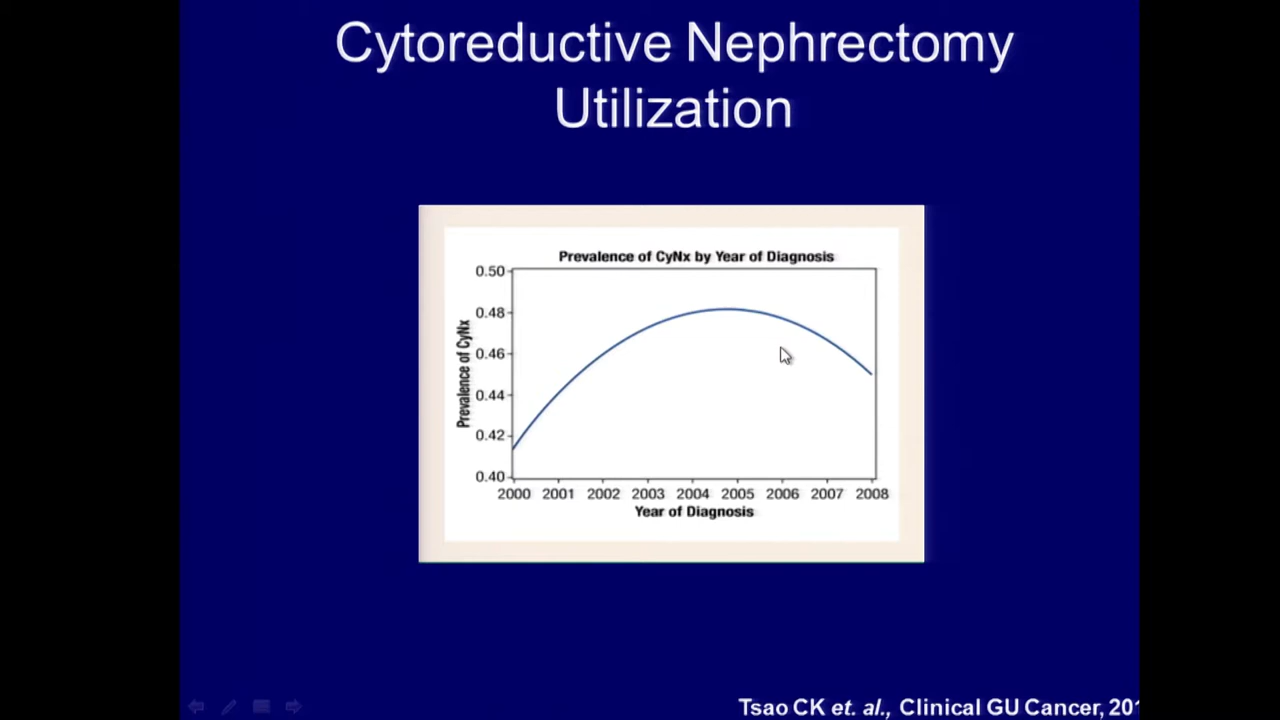 Cytoreductive Nephrectomy
Utilization
Prevalence of CyNx by Year of Diagnosis
0.50
0.48
0.46
0.44
0.42
0.40
Prevalence of CyNx
2000 2001 2002 2003 2004 2005 2006 2007 2008
Year of Diagnosis
Tsao CK et. al., Clinical GU Cancer,